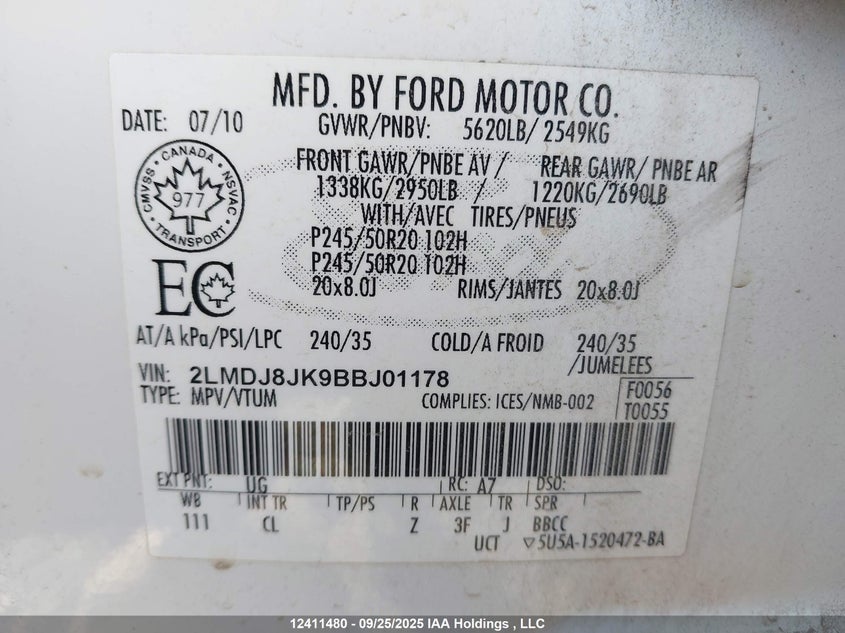 MFD. BY FORD MOTOR CO.
DATE: 07/10 GVWR/PNBV: 5620LB/ 2549KG
FRONT GAWR/PNBE AV / REAR GAWR/ PNBE AR
1338KG/2950LB / 1220KG/2690LB
WITH/AVEC TIRES/PNEUS
P245/50R20 102H
P245/50R20 102H
20x8.0J RIMS/JANTES 20x8.0J
CANADA
CMVSS NSVAC
977
TRANSPORT
EC
AT/A kPa/PSI/LPC 240/35 COLD/A FROID 240/35
/JUMELEES
VIN: 2LMDJ8JK9BBJ01178
TYPE: MPV/VTUM COMPLIES: ICES/NMB-002
F0056
T0055
EXT PNT: UG RC: A7 DSO:
WB INT TR TP/PS R AXLE TR SPR
111 CL Z 3F J BBCC
UCT ▽5U5A-1520472-BA
12411480 - 09/25/2025 IAA Holdings , LLC